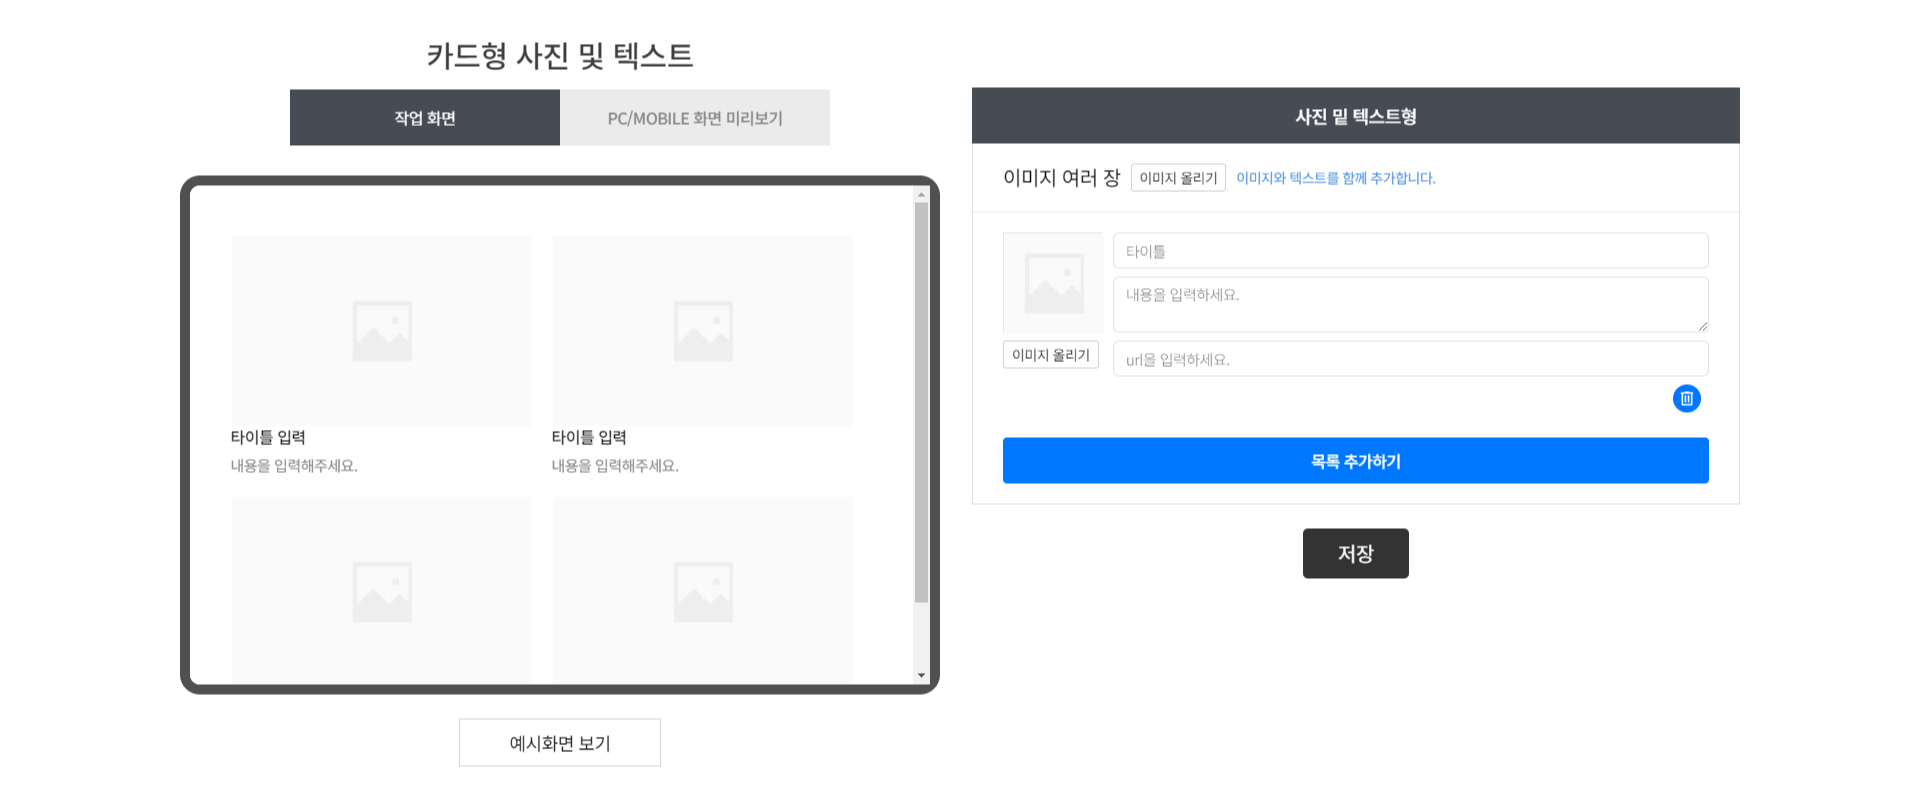 카드형 사진 및 텍스트
작업 화면
PC/MOBILE 화면 미리보기
타이틀 입력
내용을 입력해주세요.
타이틀 입력
내용을 입력해주세요.
예시화면 보기
사진 밑 텍스트형
이미지 여러 장
이미지 올리기
이미지와 텍스트를 함께 추가합니다.
타이틀
내용을 입력하세요.
이미지 올리기
url을 입력하세요.
목록 추가하기
저장